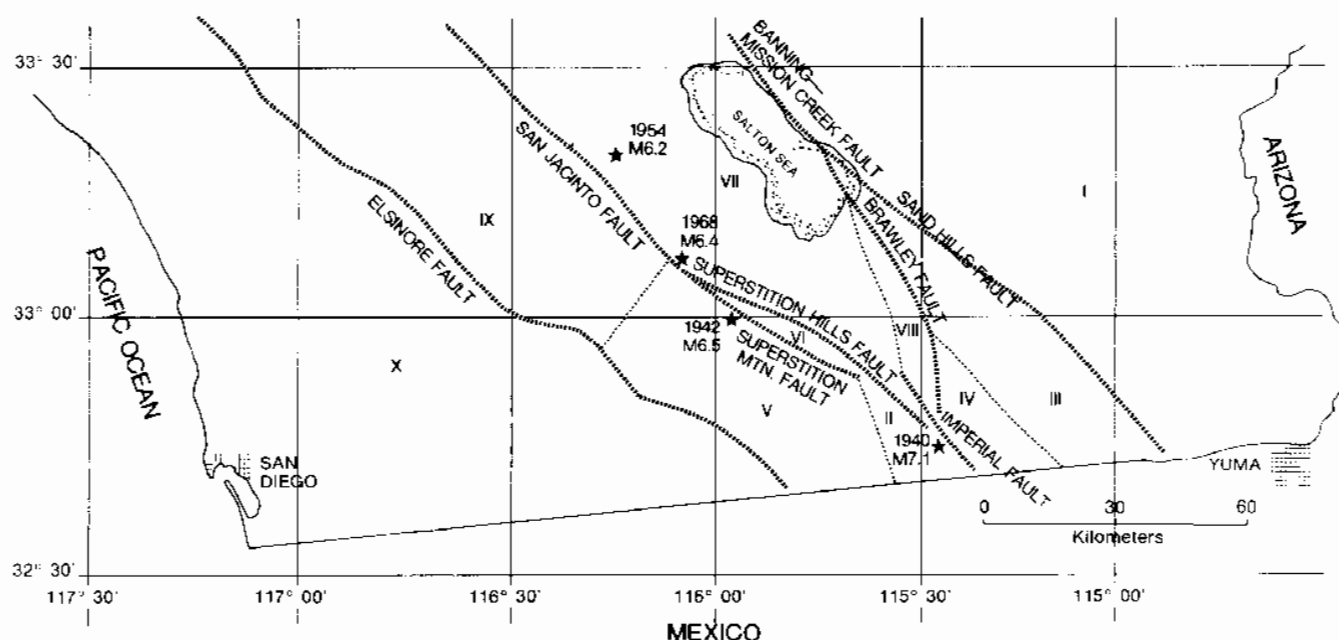 33° 30'
BANNING—
MISSION CREEK FAULT
SALTON SEA
SAN JACINTO FAULT
1954
M6.2
ARIZONA
VII
I
ELSINORE FAULT
IX
SAND HILLS FAULT
BRAWLEY FAULT
1968
M6.4
PACIFIC OCEAN
SUPERSTITION HILLS FAULT
33° 00'
1942
M6.5
VI
VIII
SUPERSTITION
MTN. FAULT
X
V
II
IV
III
IMPERIAL FAULT
1940
M7.1
SAN
DIEGO
YUMA
0 30 60
Kilometers
32° 30'
117° 30' 117° 00' 116° 30' 116° 00' 115° 30' 115° 00'
MEXICO